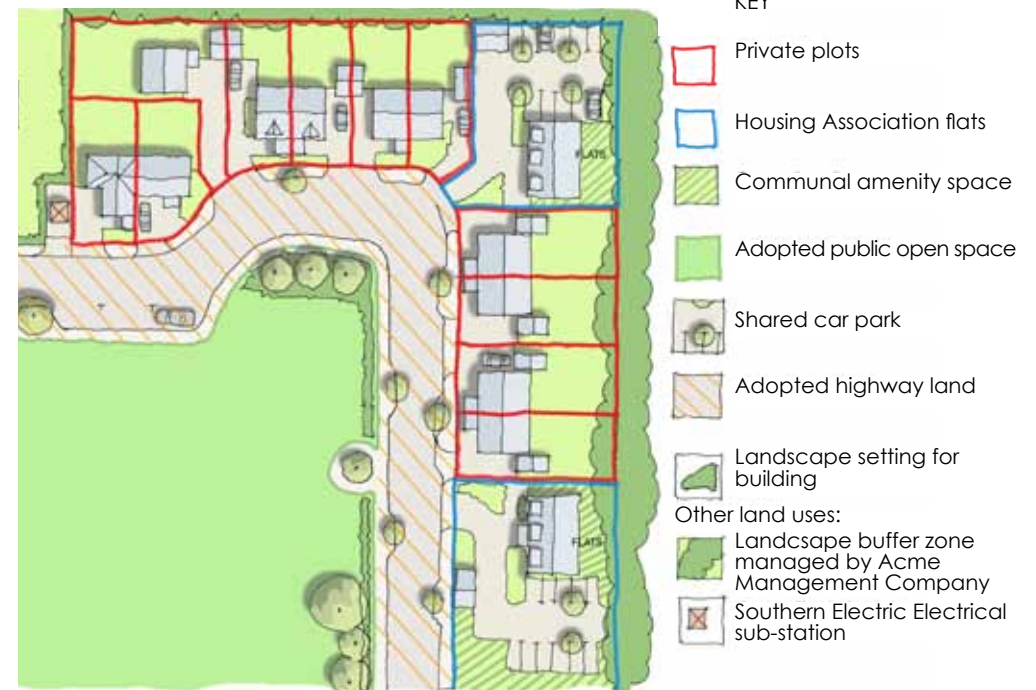 KEY
Private plots
Housing Association flats
Communal amenity space
Adopted public open space
Shared car park
Adopted highway land
Landscape setting for
building
Other land uses:
Landcsape buffer zone
managed by Acme
Management Company
Southern Electric Electrical
sub-station
FLATS
FLATS